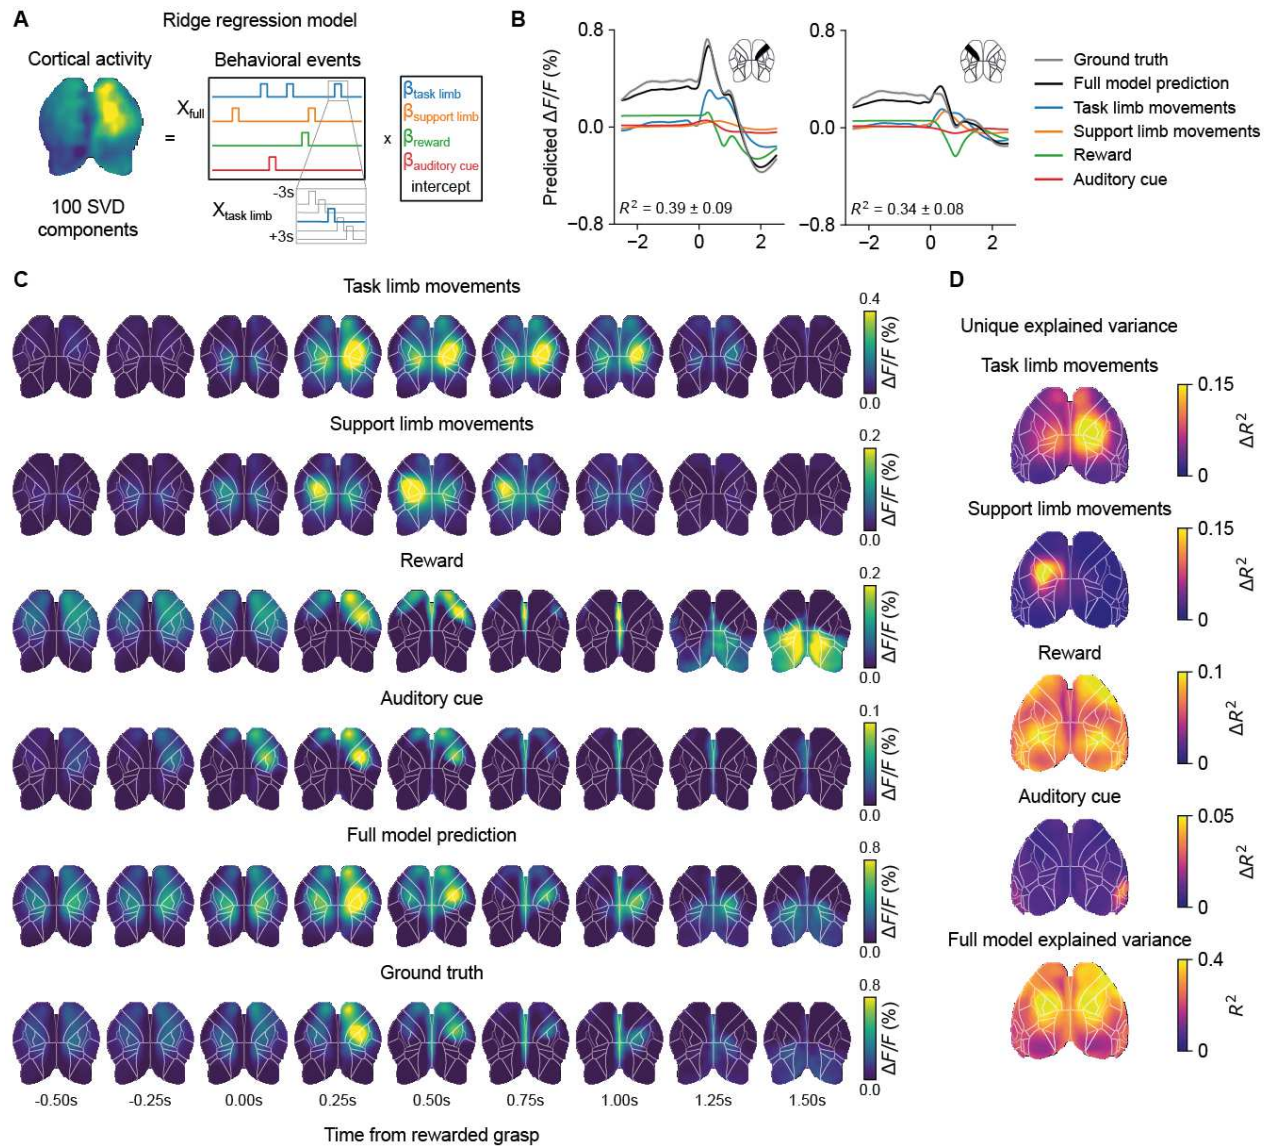 A
Ridge regression model
Cortical activity
Behavioral events
X_full
=
β_task limb
β_support limb
β_reward
β_auditory cue
intercept
x
100 SVD
components
X_task limb
-3s
+3s
B
Predicted ΔF/F (%)
0.8
0.0
−0.8
R² = 0.39 ± 0.09
−2 0 2
0.8
0.0
−0.8
R² = 0.34 ± 0.08
−2 0 2
Ground truth
Full model prediction
Task limb movements
Support limb movements
Reward
Auditory cue
C
Task limb movements
0.4
ΔF/F (%)
0.0
Support limb movements
0.2
ΔF/F (%)
0.0
Reward
0.2
ΔF/F (%)
0.0
Auditory cue
0.1
ΔF/F (%)
0.0
Full model prediction
0.8
ΔF/F (%)
0.0
Ground truth
0.8
ΔF/F (%)
0.0
-0.50s -0.25s 0.00s 0.25s 0.50s 0.75s 1.00s 1.25s 1.50s
Time from rewarded grasp
D
Unique explained variance
Task limb movements
0.15
ΔR²
0
Support limb movements
0.15
ΔR²
0
Reward
0.1
ΔR²
0
Auditory cue
0.05
ΔR²
0
Full model explained variance
0.4
R²
0